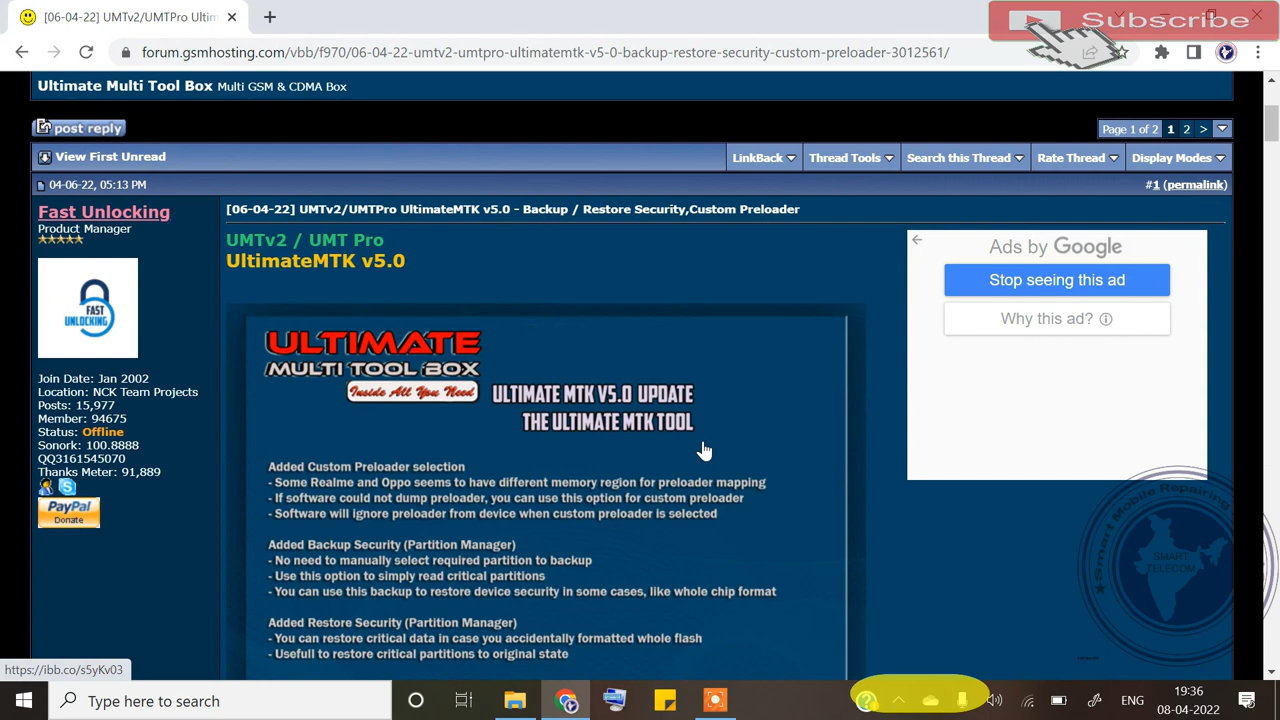 [06-04-22] UMTv2/UMTPro Ultim
Subscribe
forum.gsmhosting.com/vbb/f970/06-04-22-umtv2-umtpro-ultimatemtk-v5-0-backup-restore-security-custom-preloader-3012561/
Ultimate Multi Tool Box Multi GSM & CDMA Box
post reply
Page 1 of 2 1 2 >
View First Unread
LinkBack Thread Tools Search this Thread Rate Thread Display Modes
04-06-22, 05:13 PM
#1 (permalink)
Fast Unlocking
Product Manager
FAST
UNLOCKING
Join Date: Jan 2002
Location: NCK Team Projects
Posts: 15,977
Member: 94675
Status: Offline
Sonork: 100.8888
QQ3161545070
Thanks Meter: 91,889
PayPal
Donate
[06-04-22] UMTv2/UMTPro UltimateMTK v5.0 - Backup / Restore Security,Custom Preloader
UMTv2 / UMT Pro
UltimateMTK v5.0
ULTIMATE
MULTI TOOL BOX
Inside All You Need
ULTIMATE MTK V5.0 UPDATE
THE ULTIMATE MTK TOOL
Added Custom Preloader selection
- Some Realme and Oppo seems to have different memory region for preloader mapping
- If software could not dump preloader, you can use this option for custom preloader
- Software will ignore preloader from device when custom preloader is selected
Added Backup Security (Partition Manager)
- No need to manually select required partition to backup
- Use this option to simply read critical partitions
- You can use this backup to restore device security in some cases, like whole chip format
Added Restore Security (Partition Manager)
- You can restore critical data in case you accidentally formatted whole flash
- Usefull to restore critical partitions to original state
Ads by Google
Stop seeing this ad
Why this ad?
Smart Mobile Repairing
SMART
TELECOM
https://ibb.co/s5yKv03
Type here to search
ENG
19:36
08-04-2022